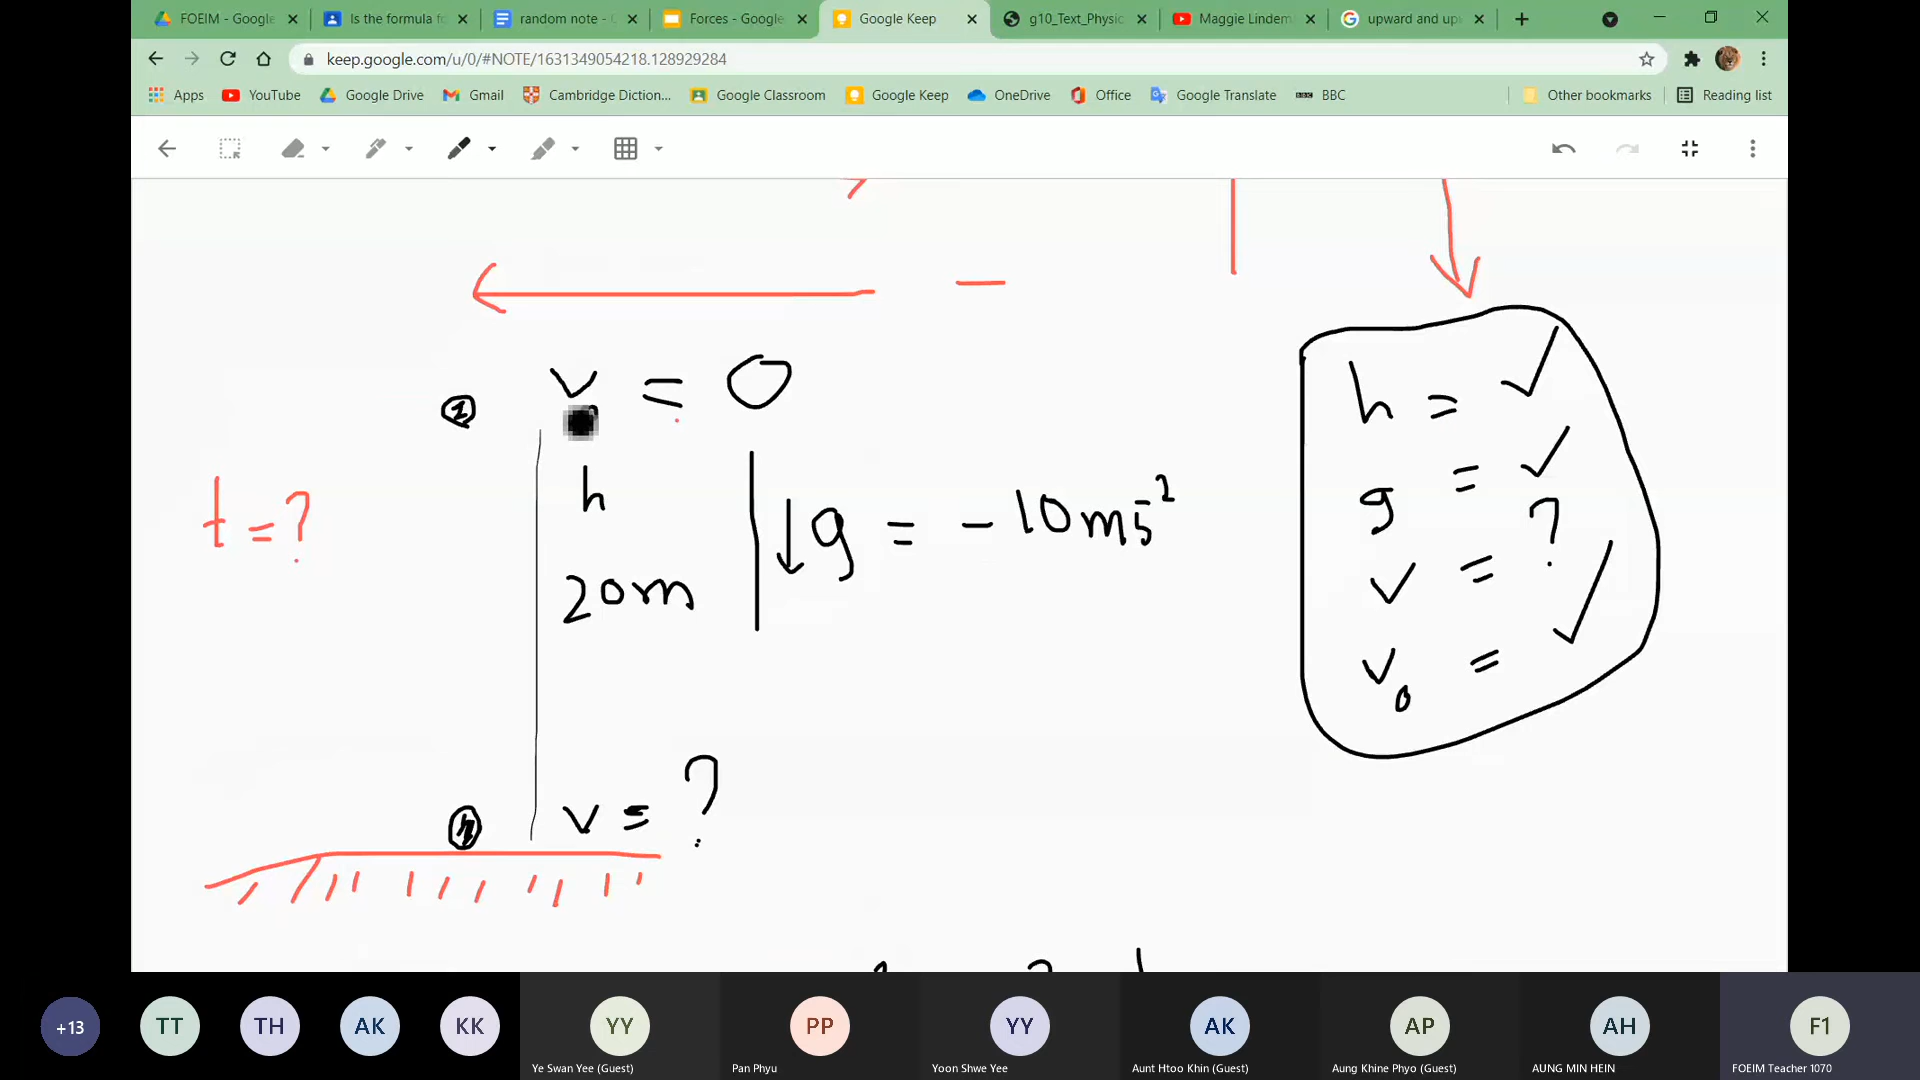 FOEIM - Google
Is the formula fo
random note - G
Forces - Google
Google Keep
g10_Text_Physic
Maggie Lindem
upward and up
keep.google.com/u/0/#NOTE/1631349054218.128929284
Apps
YouTube
Google Drive
Gmail
Cambridge Diction...
Google Classroom
Google Keep
OneDrive
Office
Google Translate
BBC
Other bookmarks
Reading list
v = 0
h
20m
t = ?
↓g = - 10 ms⁻²
v = ?
h = ✓
g = ✓
v = ?
v₀ = ✓
+13
TT
TH
AK
KK
YY
PP
YY
AK
AP
AH
F1
Ye Swan Yee (Guest)
Pan Phyu
Yoon Shwe Yee
Aunt Htoo Khin (Guest)
Aung Khine Phyo (Guest)
AUNG MIN HEIN
FOEIM Teacher 1070